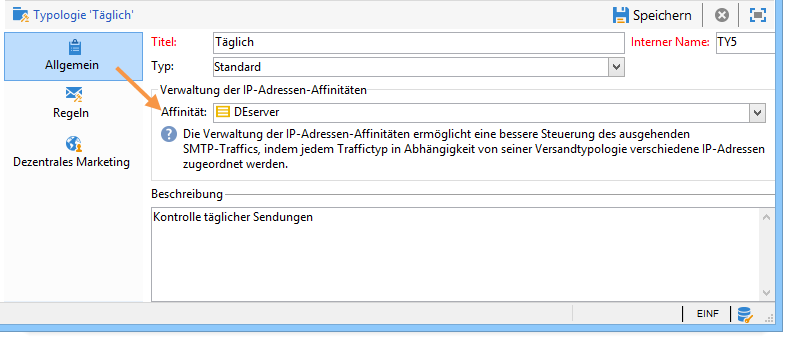 Typologie 'Täglich'
Speichern
Allgemein
Regeln
Dezentrales Marketing
Titel: Täglich Interner Name: TY5
Typ: Standard
Verwaltung der IP-Adressen-Affinitäten
Affinität: DEserver
Die Verwaltung der IP-Adressen-Affinitäten ermöglicht eine bessere Steuerung des ausgehenden
SMTP-Traffics, indem jedem Traffictyp in Abhängigkeit von seiner Versandtypologie verschiedene IP-Adressen
zugeordnet werden.
Beschreibung
Kontrolle täglicher Sendungen
EINF